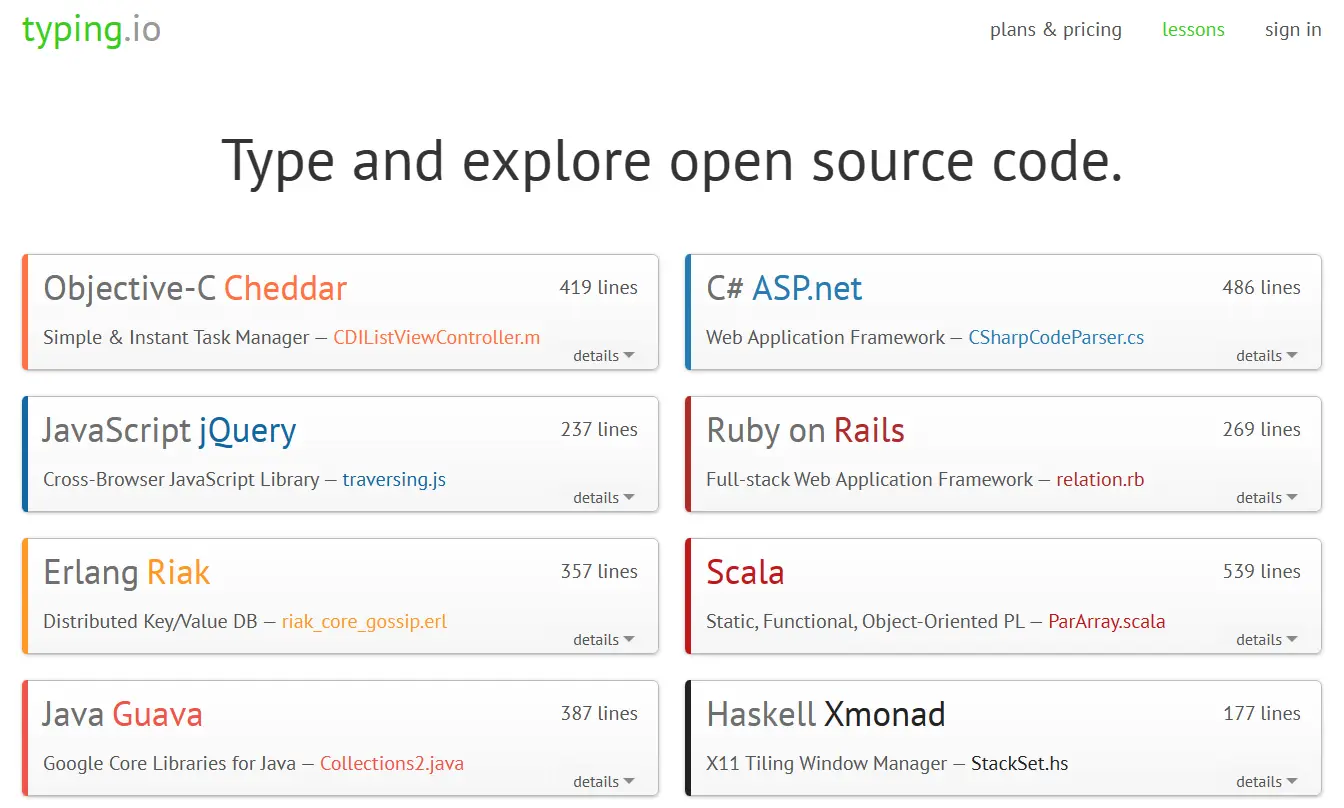 typing.io
plans & pricing
lessons
sign in
Type and explore open source code.
Objective-C Cheddar
419 lines
Simple & Instant Task Manager — CDIListViewController.m
details
C# ASP.net
486 lines
Web Application Framework — CSharpCodeParser.cs
details
JavaScript jQuery
237 lines
Cross-Browser JavaScript Library — traversing.js
details
Ruby on Rails
269 lines
Full-stack Web Application Framework — relation.rb
details
Erlang Riak
357 lines
Distributed Key/Value DB — riak_core_gossip.erl
details
Scala
539 lines
Static, Functional, Object-Oriented PL — ParArray.scala
details
Java Guava
387 lines
Google Core Libraries for Java — Collections2.java
details
Haskell Xmonad
177 lines
X11 Tiling Window Manager — StackSet.hs
details